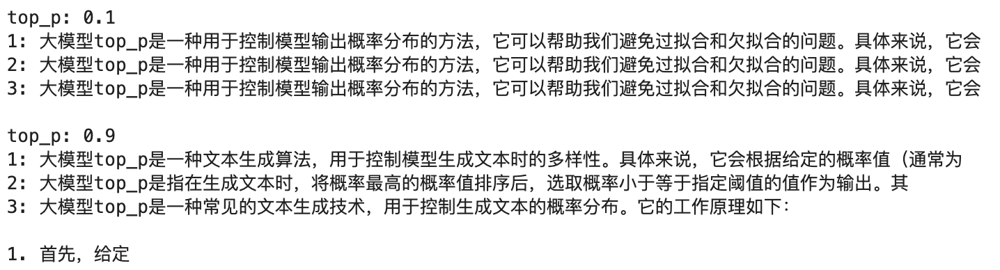 top_p: 0.1
1: 大模型top_p是一种用于控制模型输出概率分布的方法，它可以帮助我们避免过拟合和欠拟合的问题。具体来说，它会
2: 大模型top_p是一种用于控制模型输出概率分布的方法，它可以帮助我们避免过拟合和欠拟合的问题。具体来说，它会
3: 大模型top_p是一种用于控制模型输出概率分布的方法，它可以帮助我们避免过拟合和欠拟合的问题。具体来说，它会
top_p: 0.9
1: 大模型top_p是一种文本生成算法，用于控制模型生成文本时的多样性。具体来说，它会根据给定的概率值（通常为
2: 大模型top_p是指在生成文本时，将概率最高的概率值排序后，选取概率小于等于指定阈值的值作为输出。其
3: 大模型top_p是一种常见的文本生成技术，用于控制生成文本的概率分布。它的工作原理如下：
1. 首先，给定